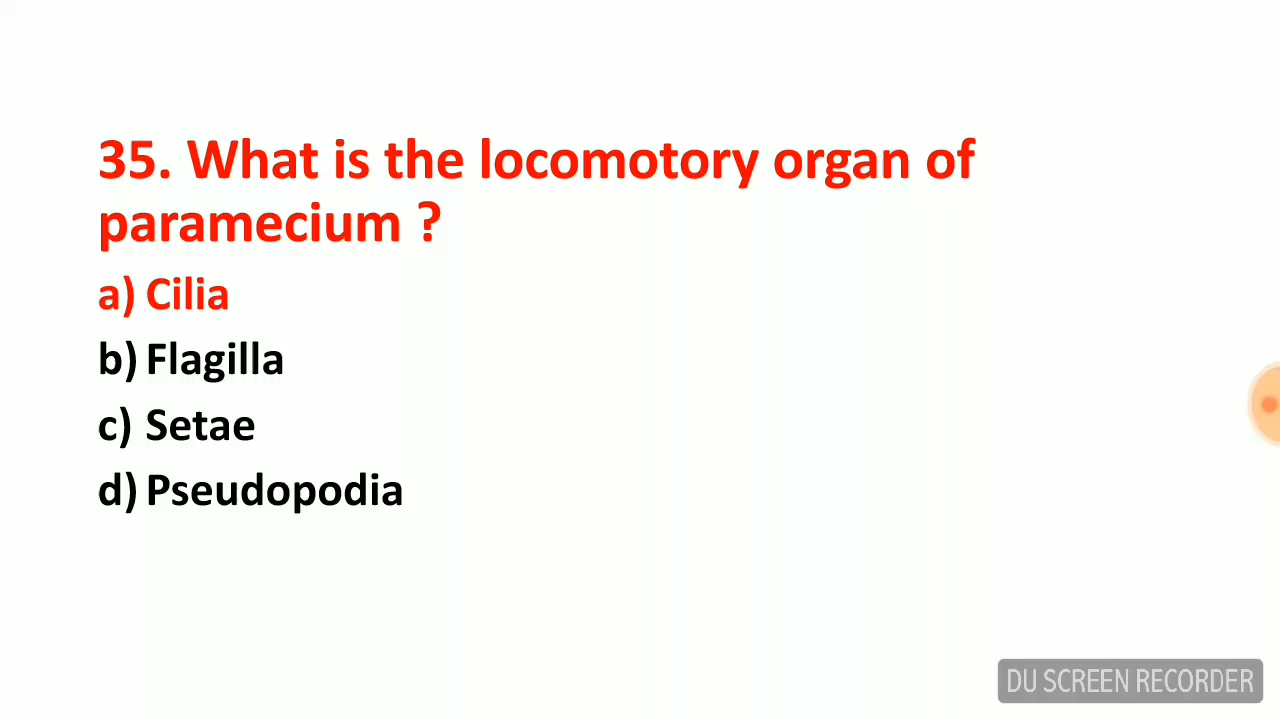 35. What is the locomotory organ of
paramecium ?
a) Cilia
b) Flagilla
c) Setae
d) Pseudopodia
DU SCREEN RECORDER